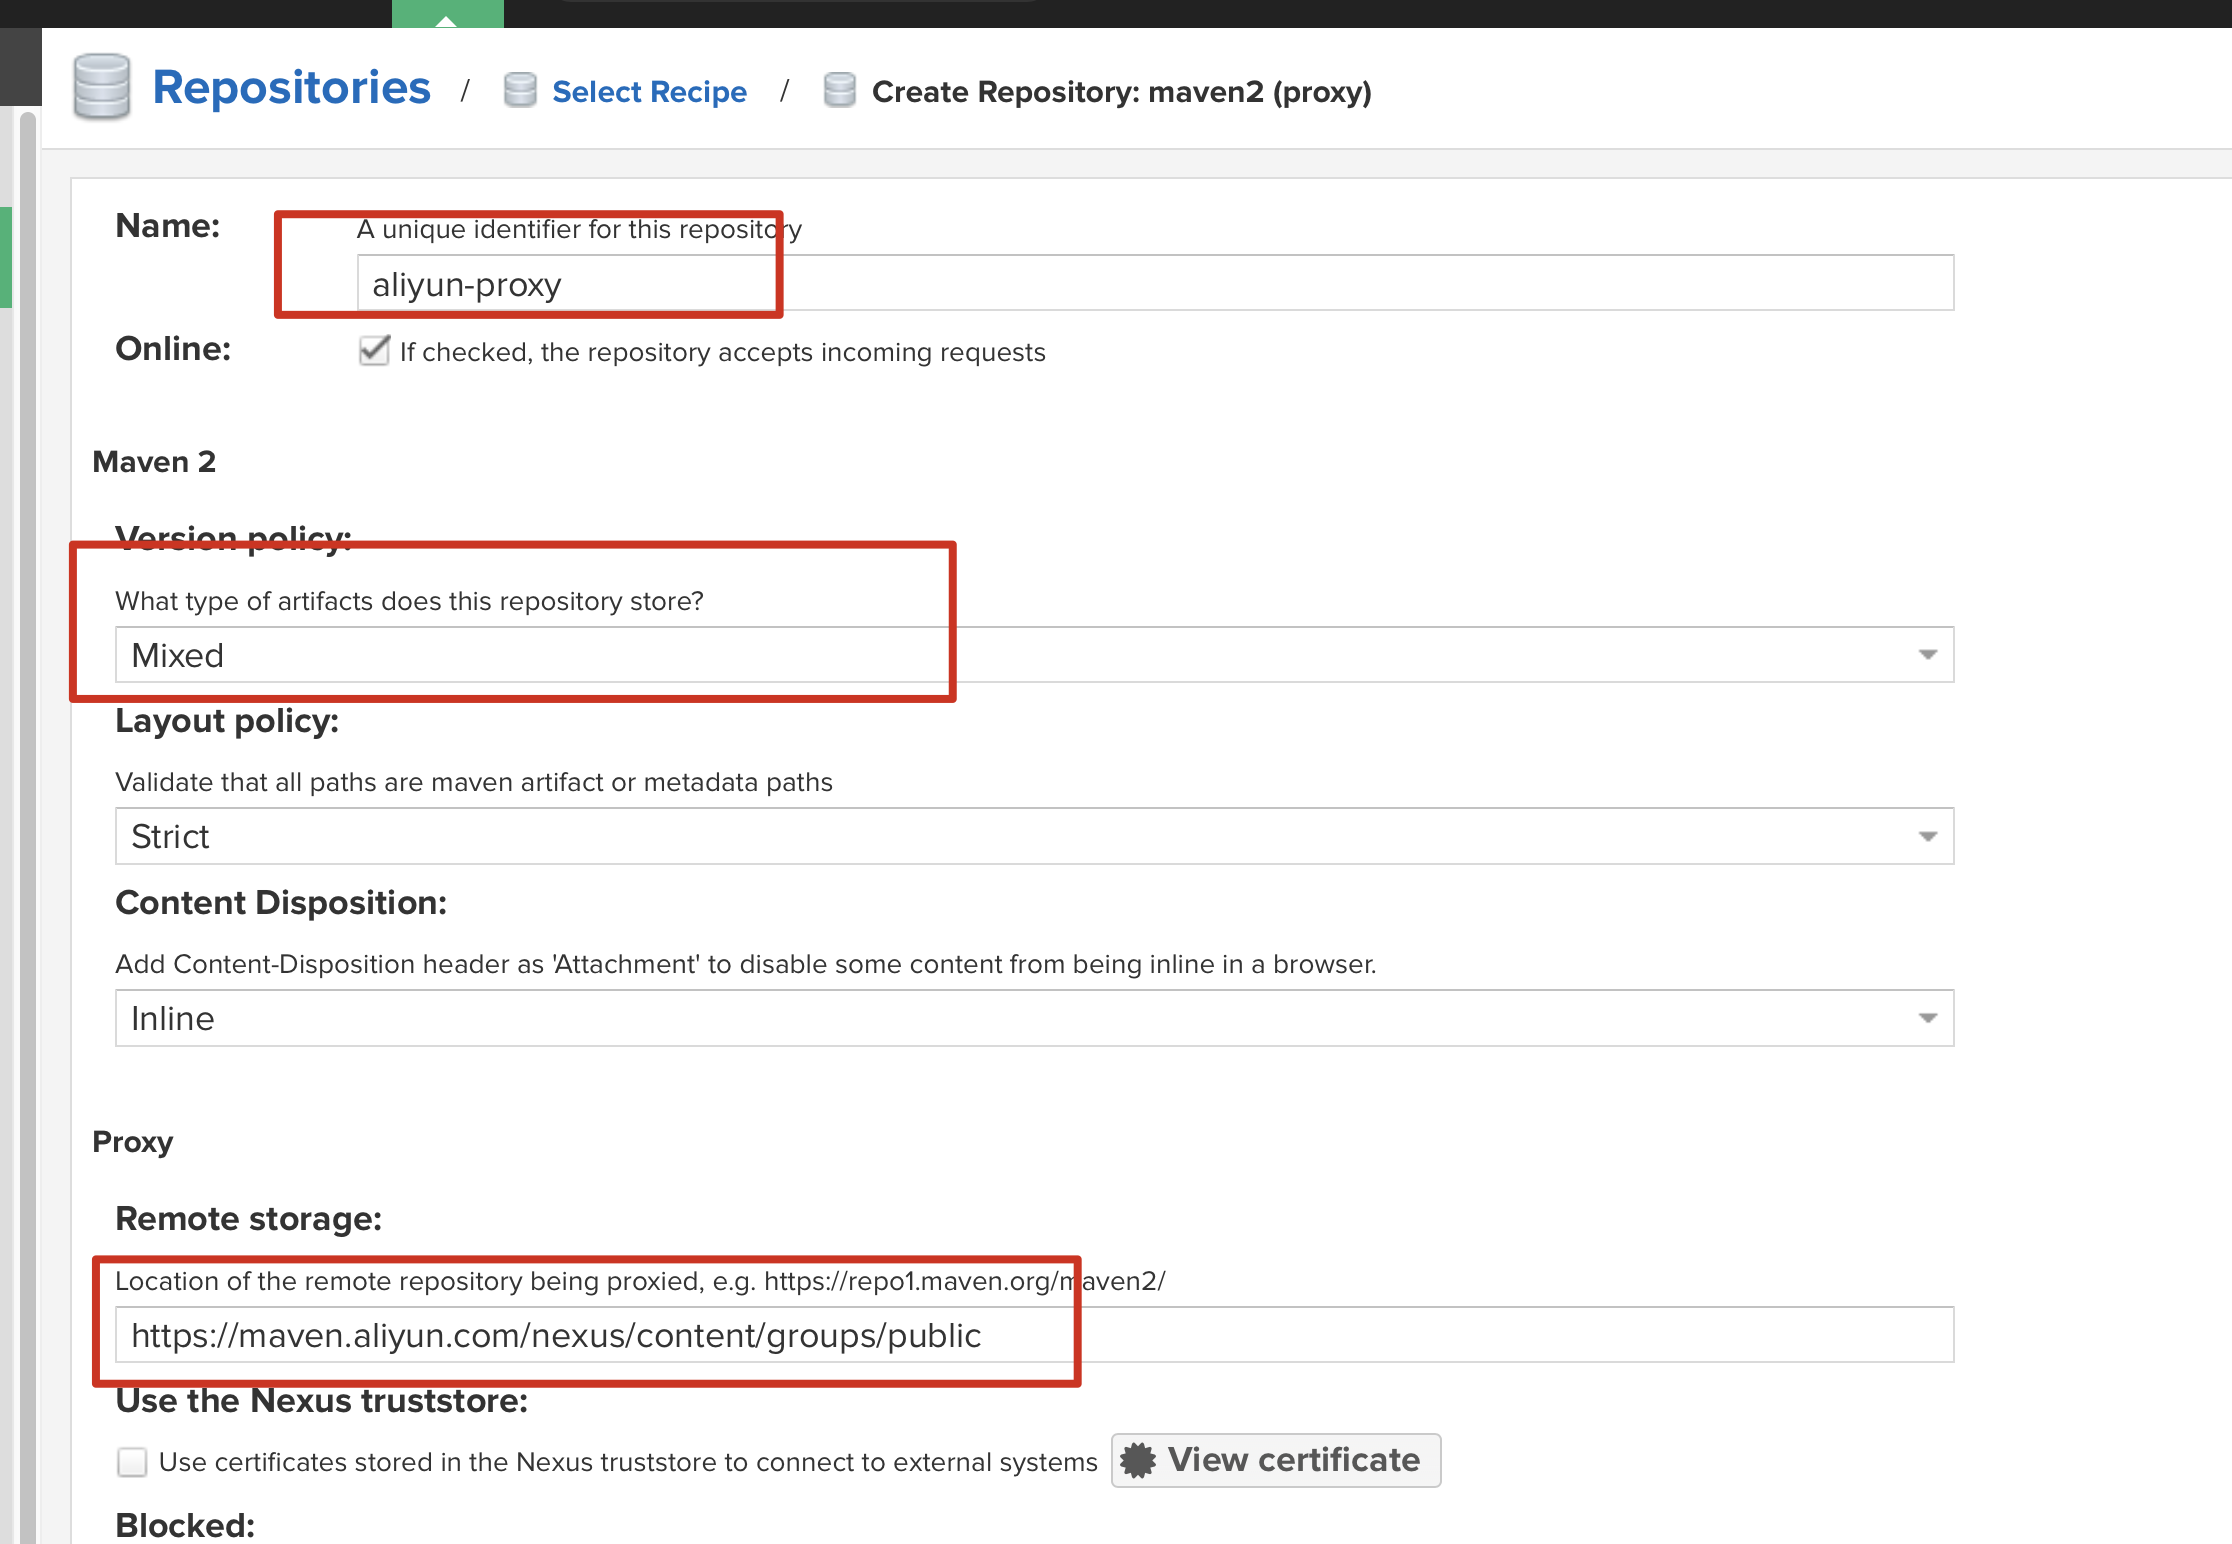 Repositories / Select Recipe / Create Repository: maven2 (proxy)
Name:
A unique identifier for this repository
aliyun-proxy
Online:
If checked, the repository accepts incoming requests
Maven 2
Version policy:
What type of artifacts does this repository store?
Mixed
Layout policy:
Validate that all paths are maven artifact or metadata paths
Strict
Content Disposition:
Add Content-Disposition header as 'Attachment' to disable some content from being inline in a browser.
Inline
Proxy
Remote storage:
Location of the remote repository being proxied, e.g. https://repo1.maven.org/maven2/
https://maven.aliyun.com/nexus/content/groups/public
Use the Nexus truststore:
Use certificates stored in the Nexus truststore to connect to external systems View certificate
Blocked: